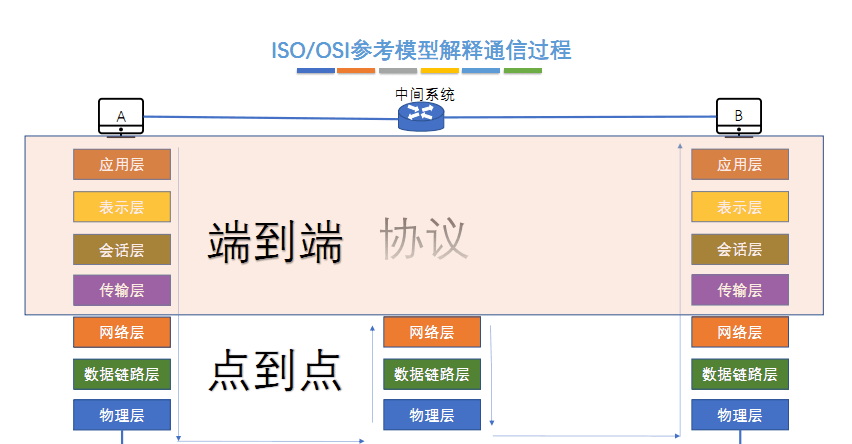 ISO/OSI参考模型解释通信过程
中间系统
A
B
应用层
应用层
表示层
表示层
端到端 协议
会话层
会话层
传输层
传输层
网络层
网络层
网络层
点到点
数据链路层
数据链路层
数据链路层
物理层
物理层
物理层